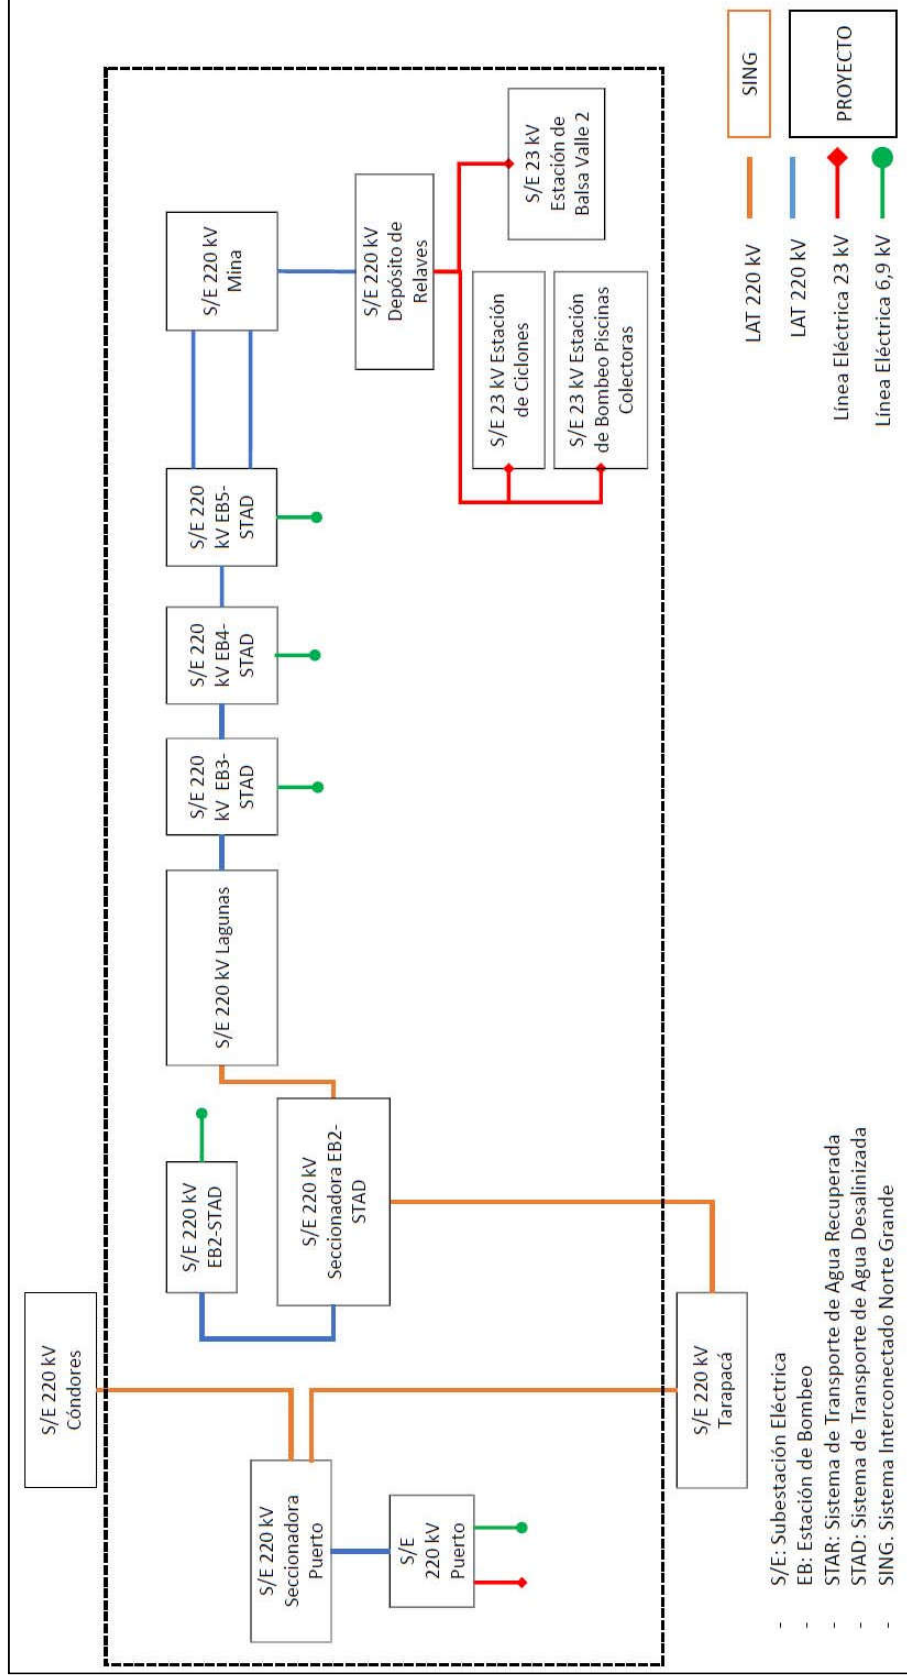 S/E 220 kV
Cóndores
S/E 220 kV
Seccionadora
Puerto
S/E
220 kV
Puerto
S/E 220 kV
EB2-STAD
S/E 220 kV
Seccionadora EB2-
STAD
S/E 220 kV
Tarapacá
S/E 220 kV Lagunas
S/E 220
kV EB3-
STAD
S/E 220
kV EB4-
STAD
S/E 220
kV EB5-
STAD
S/E 220 kV
Mina
S/E 220 kV
Depósito de
Relaves
S/E 23 kV Estación
de Ciclones
S/E 23 kV Estación
de Bombeo Piscinas
Colectoras
S/E 23 kV
Estación de
Balsa Valle 2
- S/E: Subestación Eléctrica
- EB: Estación de Bombeo
- STAR: Sistema de Transporte de Agua Recuperada
- STAD: Sistema de Transporte de Agua Desalinizada
- SING. Sistema Interconectado Norte Grande
LAT 220 kV
SING
LAT 220 kV
Línea Eléctrica 23 kV
Línea Eléctrica 6,9 kV
PROYECTO